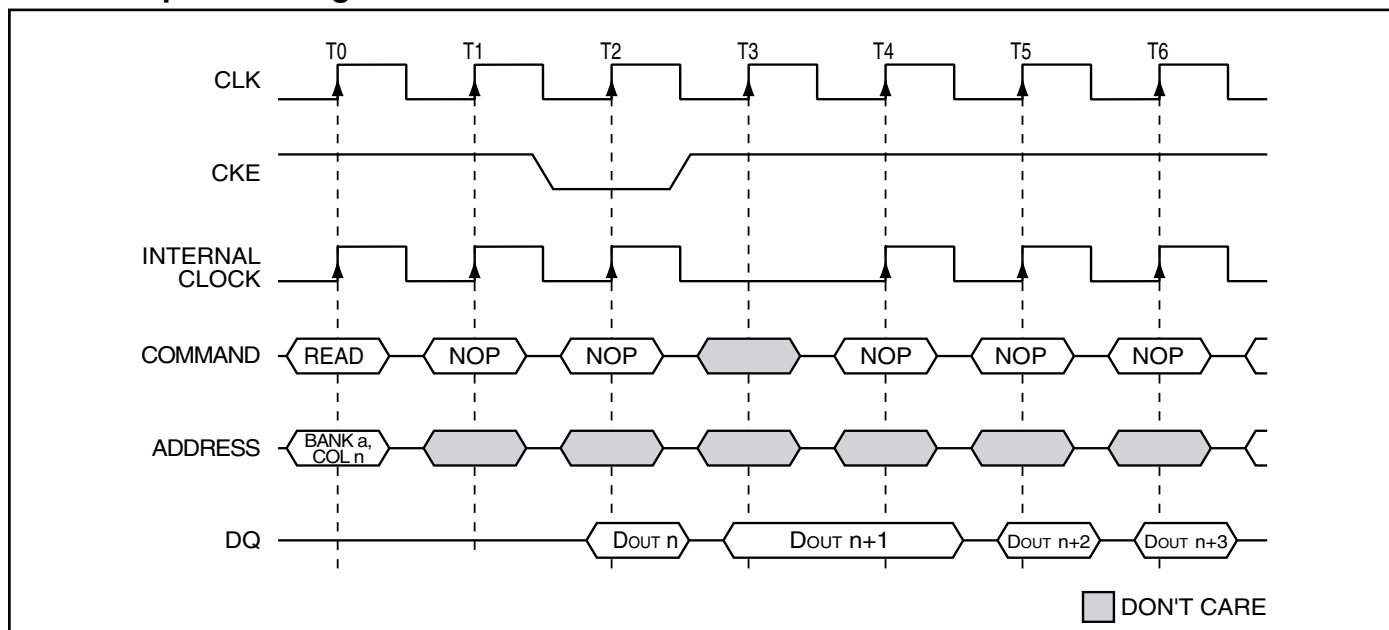 T0 T1 T2 T3 T4 T5 T6
CLK
CKE
INTERNAL
CLOCK
COMMAND READ NOP NOP NOP NOP NOP
ADDRESS BANK a,
COL n
DQ DOUT n DOUT n+1 DOUT n+2 DOUT n+3
DON'T CARE